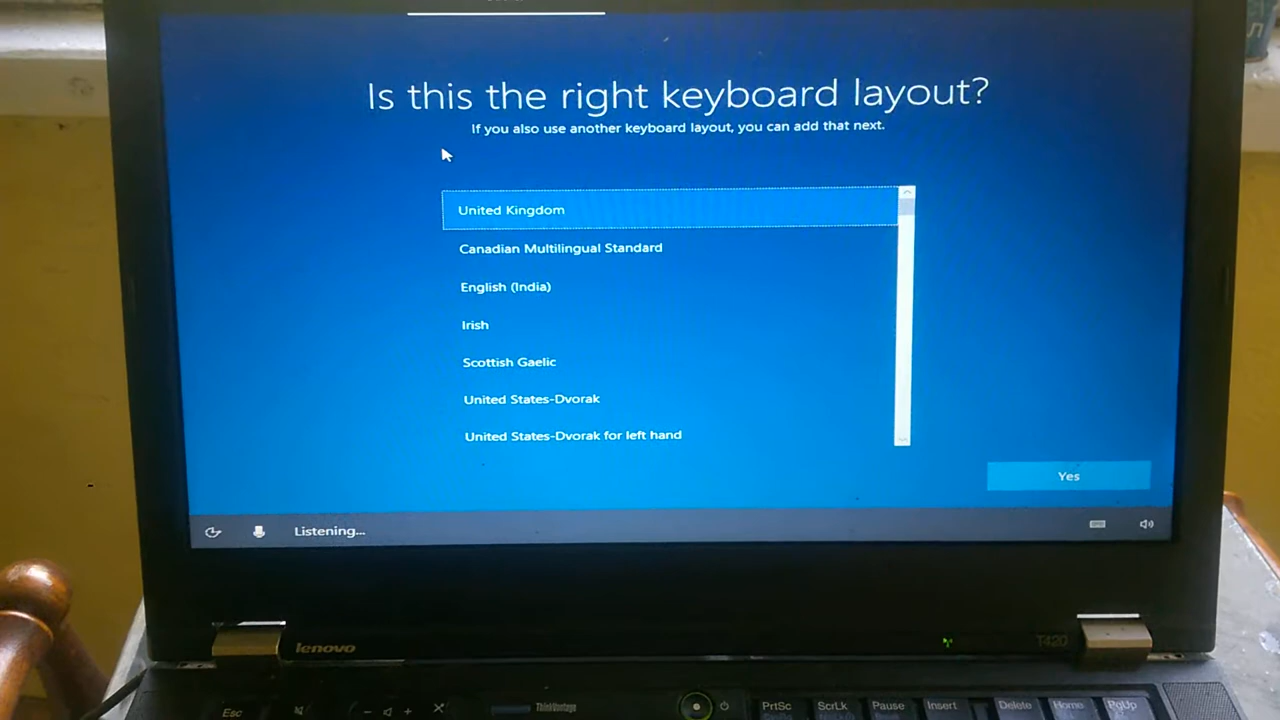 Is this the right keyboard layout?
If you also use another keyboard layout, you can add that next.
United Kingdom
Canadian Multilingual Standard
English (India)
Irish
Scottish Gaelic
United States-Dvorak
United States-Dvorak for left hand
Yes
Listening...
lenovo
T420
Esc
ThinkVantage
PrtSc
ScrLk
Pause
Insert
Delete
Home
PgUp